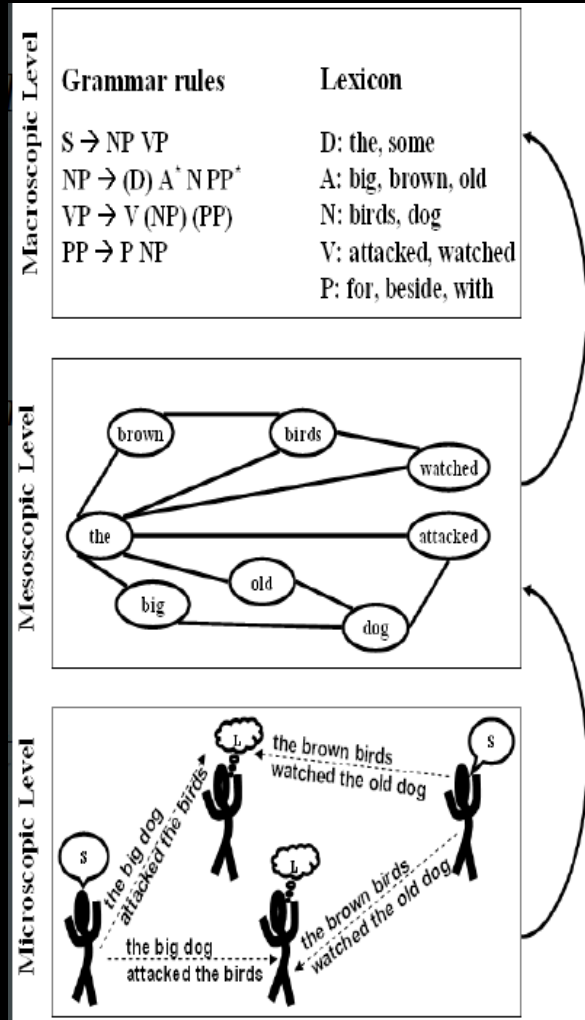 Macroscopic Level
Grammar rules
S → NP VP
NP → (D) A* N PP*
VP → V (NP) (PP)
PP → P NP
Lexicon
D: the, some
A: big, brown, old
N: birds, dog
V: attacked, watched
P: for, beside, with
Mesoscopic Level
brown
birds
watched
the
attacked
old
big
dog
Microscopic Level
L
S
the brown birds
watched the old dog
S
the big dog
attacked the birds
L
the brown birds
watched the old dog
the big dog
attacked the birds